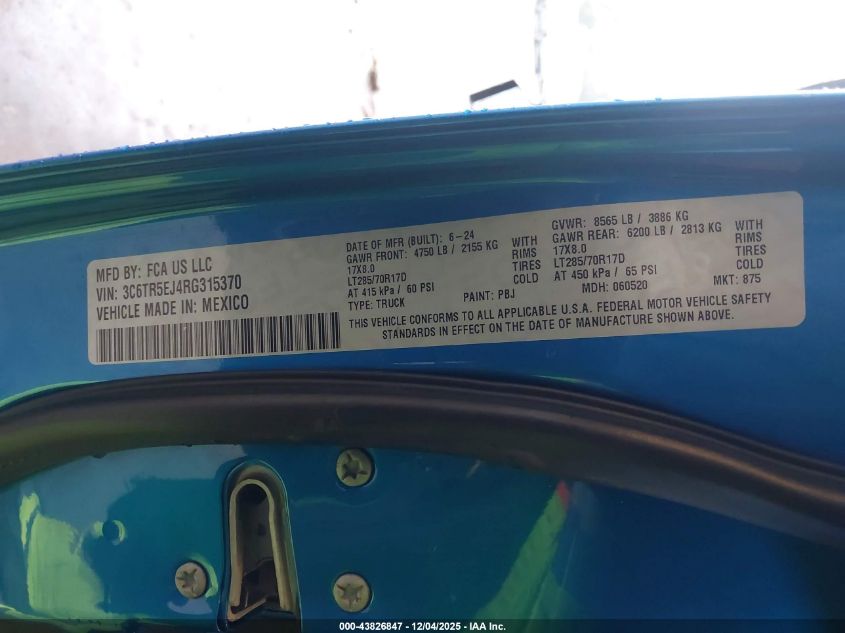 MFD BY: FCA US LLC
VIN: 3C6TR5EJ4RG315370
VEHICLE MADE IN: MEXICO
DATE OF MFR (BUILT): 6-24
GAWR FRONT: 4750 LB / 2155 KG WITH
17X8.0 RIMS
LT285/70R17D TIRES
AT 415 kPa / 60 PSI COLD
TYPE: TRUCK PAINT: PBJ
GVWR: 8565 LB / 3886 KG
GAWR REAR: 6200 LB / 2813 KG WITH
17X8.0 RIMS
LT285/70R17D TIRES
AT 450 kPa / 65 PSI COLD
MDH: 060520 MKT: 875
THIS VEHICLE CONFORMS TO ALL APPLICABLE U.S.A. FEDERAL MOTOR VEHICLE SAFETY
STANDARDS IN EFFECT ON THE DATE OF MANUFACTURE SHOWN ABOVE.
000-43826847 - 12/04/2025 - IAA Inc.